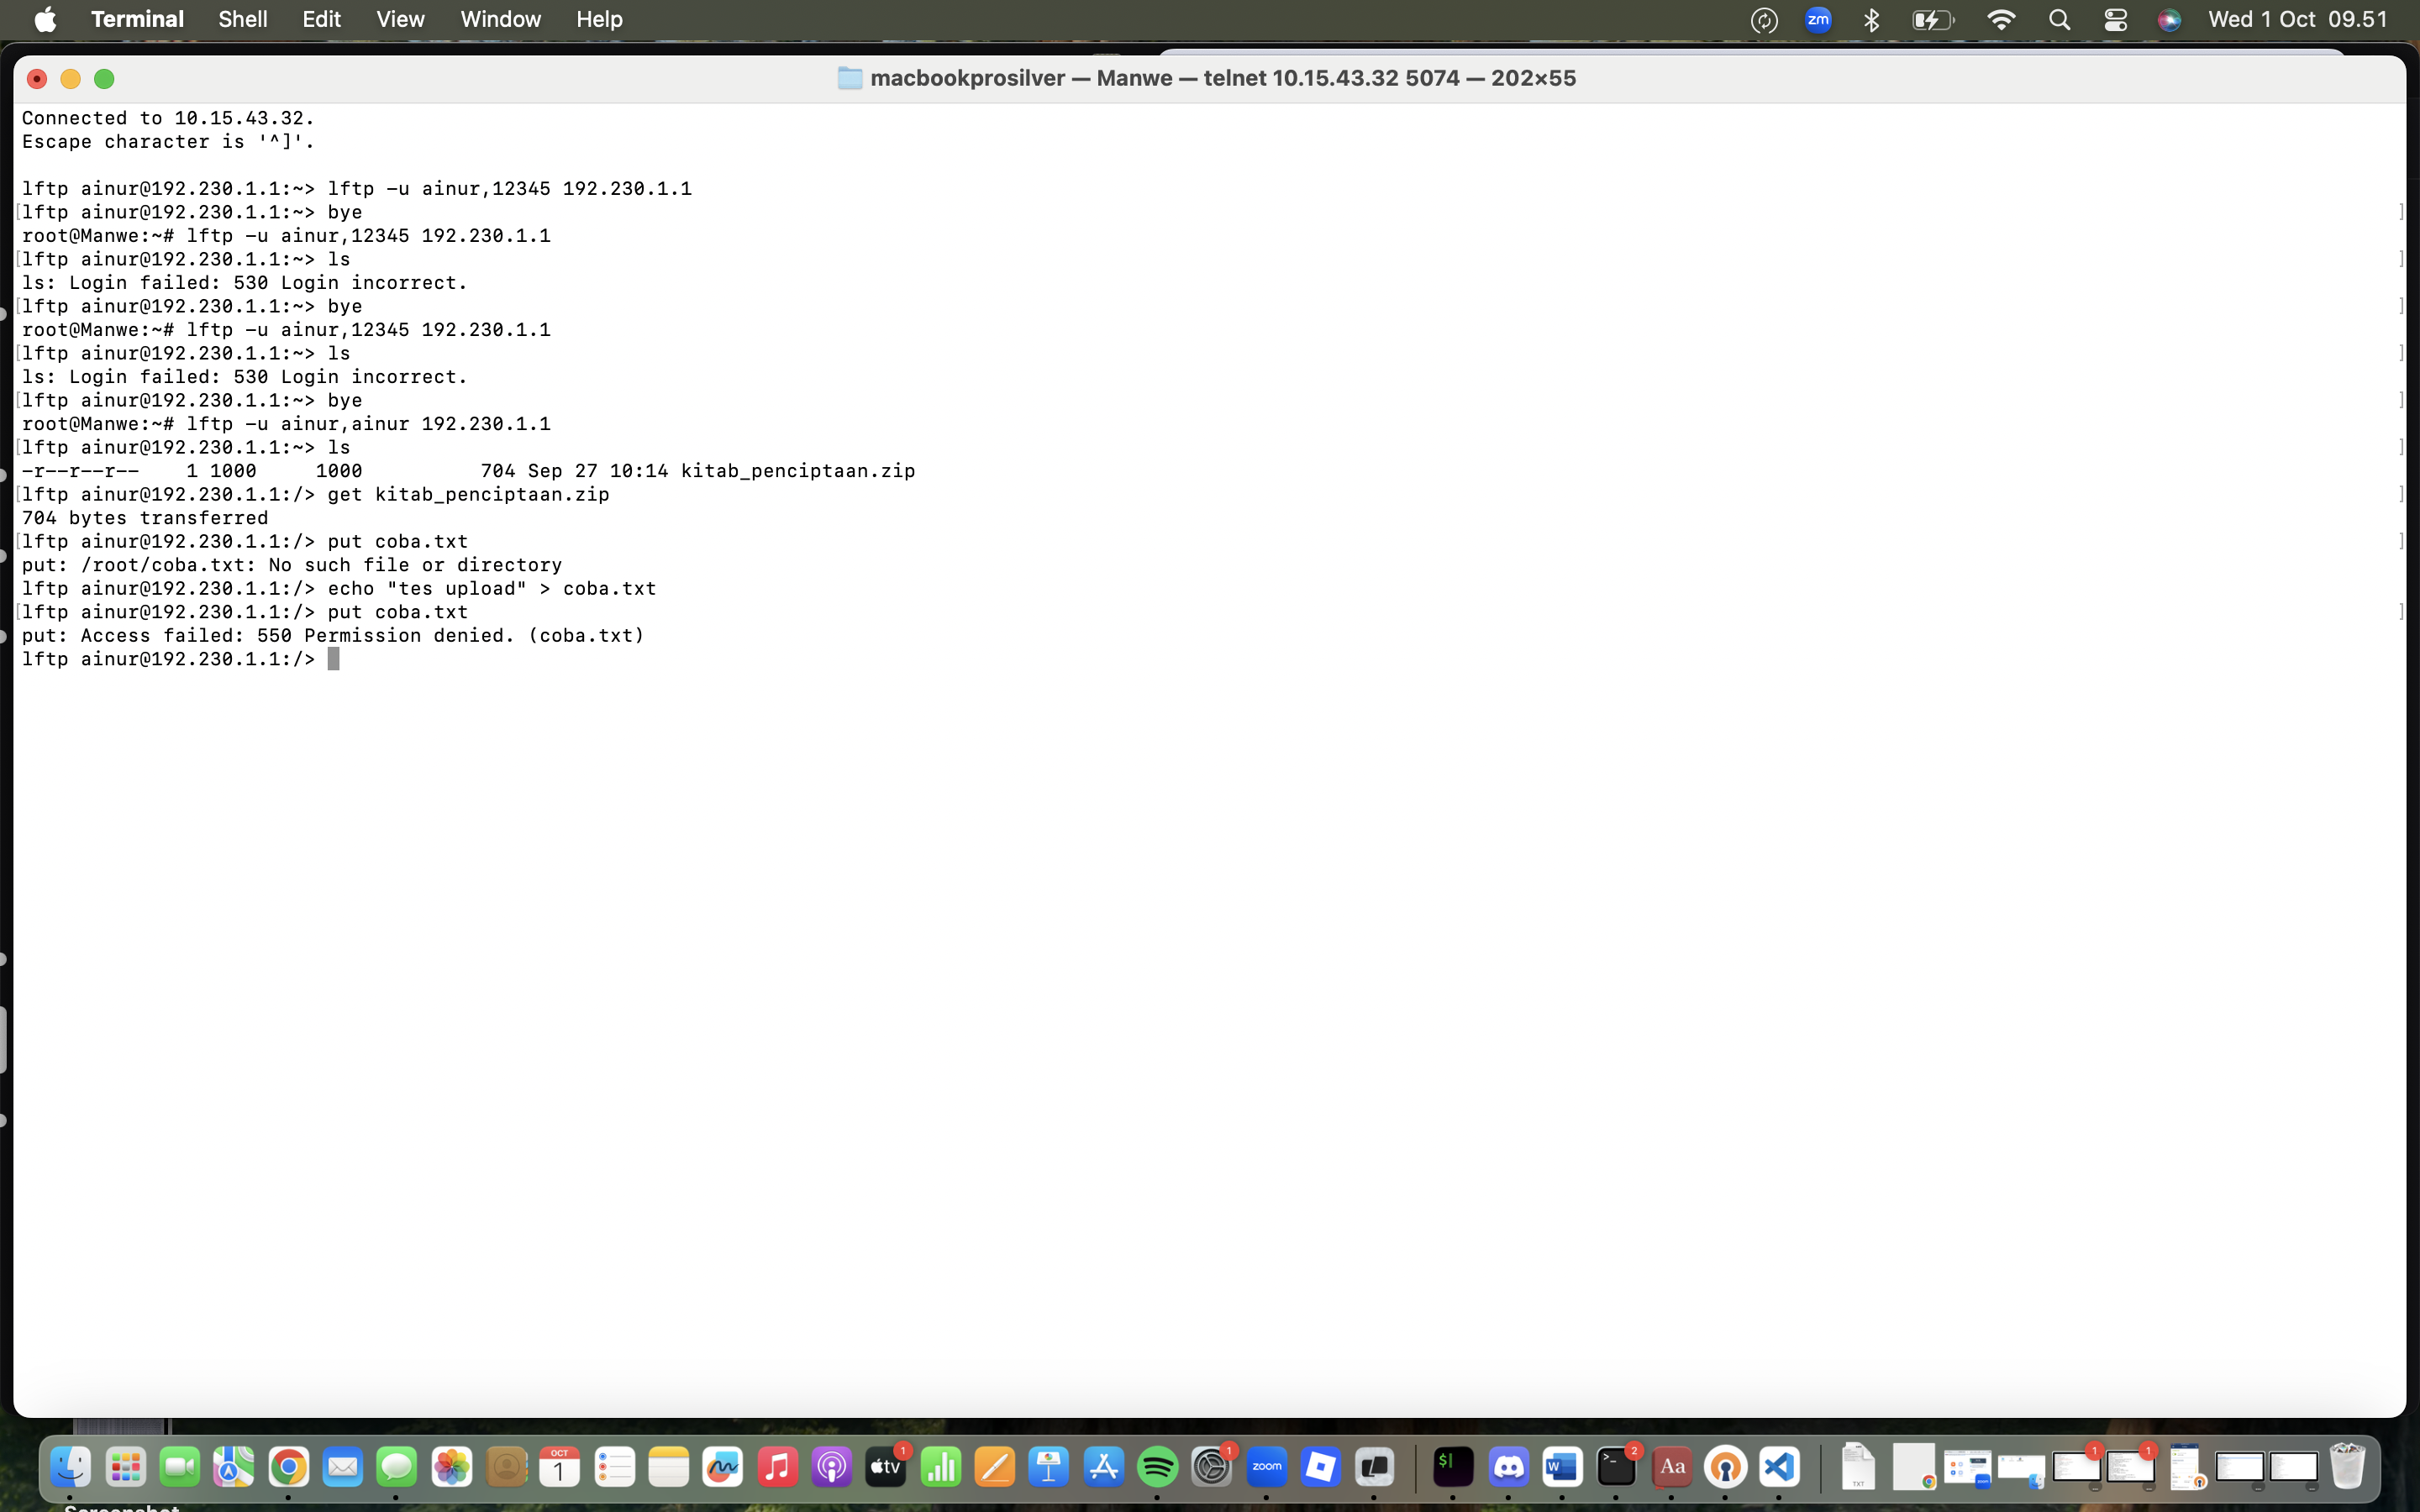 Terminal Shell Edit View Window Help zm Wed 1 Oct 09.51
macbookprosilver — Manwe — telnet 10.15.43.32 5074 — 202×55
Connected to 10.15.43.32.
Escape character is '^]'.
lftp ainur@192.230.1.1:~> lftp -u ainur,12345 192.230.1.1
[lftp ainur@192.230.1.1:~> bye ]
root@Manwe:~# lftp -u ainur,12345 192.230.1.1
[lftp ainur@192.230.1.1:~> ls ]
ls: Login failed: 530 Login incorrect.
[lftp ainur@192.230.1.1:~> bye ]
root@Manwe:~# lftp -u ainur,12345 192.230.1.1
[lftp ainur@192.230.1.1:~> ls ]
ls: Login failed: 530 Login incorrect.
[lftp ainur@192.230.1.1:~> bye ]
root@Manwe:~# lftp -u ainur,ainur 192.230.1.1
[lftp ainur@192.230.1.1:~> ls ]
-r--r--r--    1 1000     1000          704 Sep 27 10:14 kitab_penciptaan.zip
[lftp ainur@192.230.1.1:/> get kitab_penciptaan.zip ]
704 bytes transferred
[lftp ainur@192.230.1.1:/> put coba.txt ]
put: /root/coba.txt: No such file or directory
lftp ainur@192.230.1.1:/> echo "tes upload" > coba.txt
[lftp ainur@192.230.1.1:/> put coba.txt ]
put: Access failed: 550 Permission denied. (coba.txt)
lftp ainur@192.230.1.1:/>
OCT 1 tv 1 1 zoom $| W >_ 2 Aa TXT 1 1
Screenshot